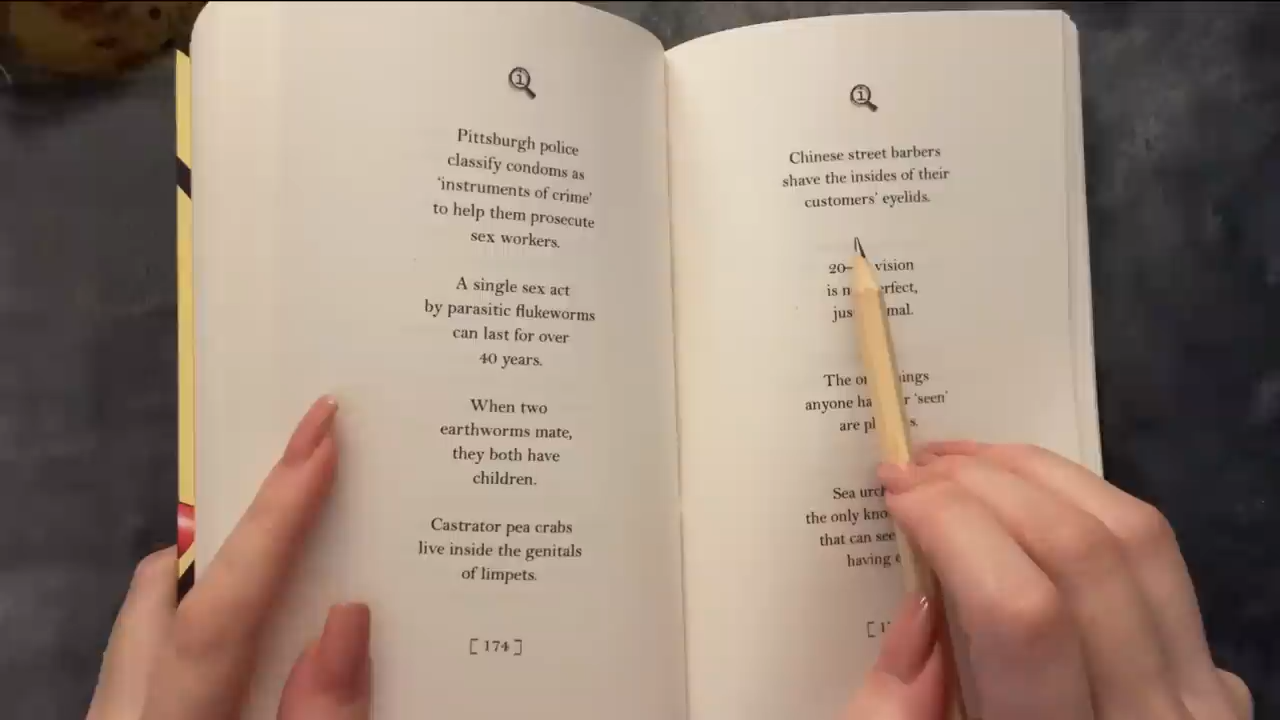 Pittsburgh police
classify condoms as
'instruments of crime'
to help them prosecute
sex workers.
A single sex act
by parasitic flukeworms
can last for over
40 years.
When two
earthworms mate,
they both have
children.
Castrator pea crabs
live inside the genitals
of limpets.
[ 174 ]
Chinese street barbers
shave the insides of their
customers' eyelids.
vision
is
The
anyone 'seen'
are
Sea
the only
that can see
having